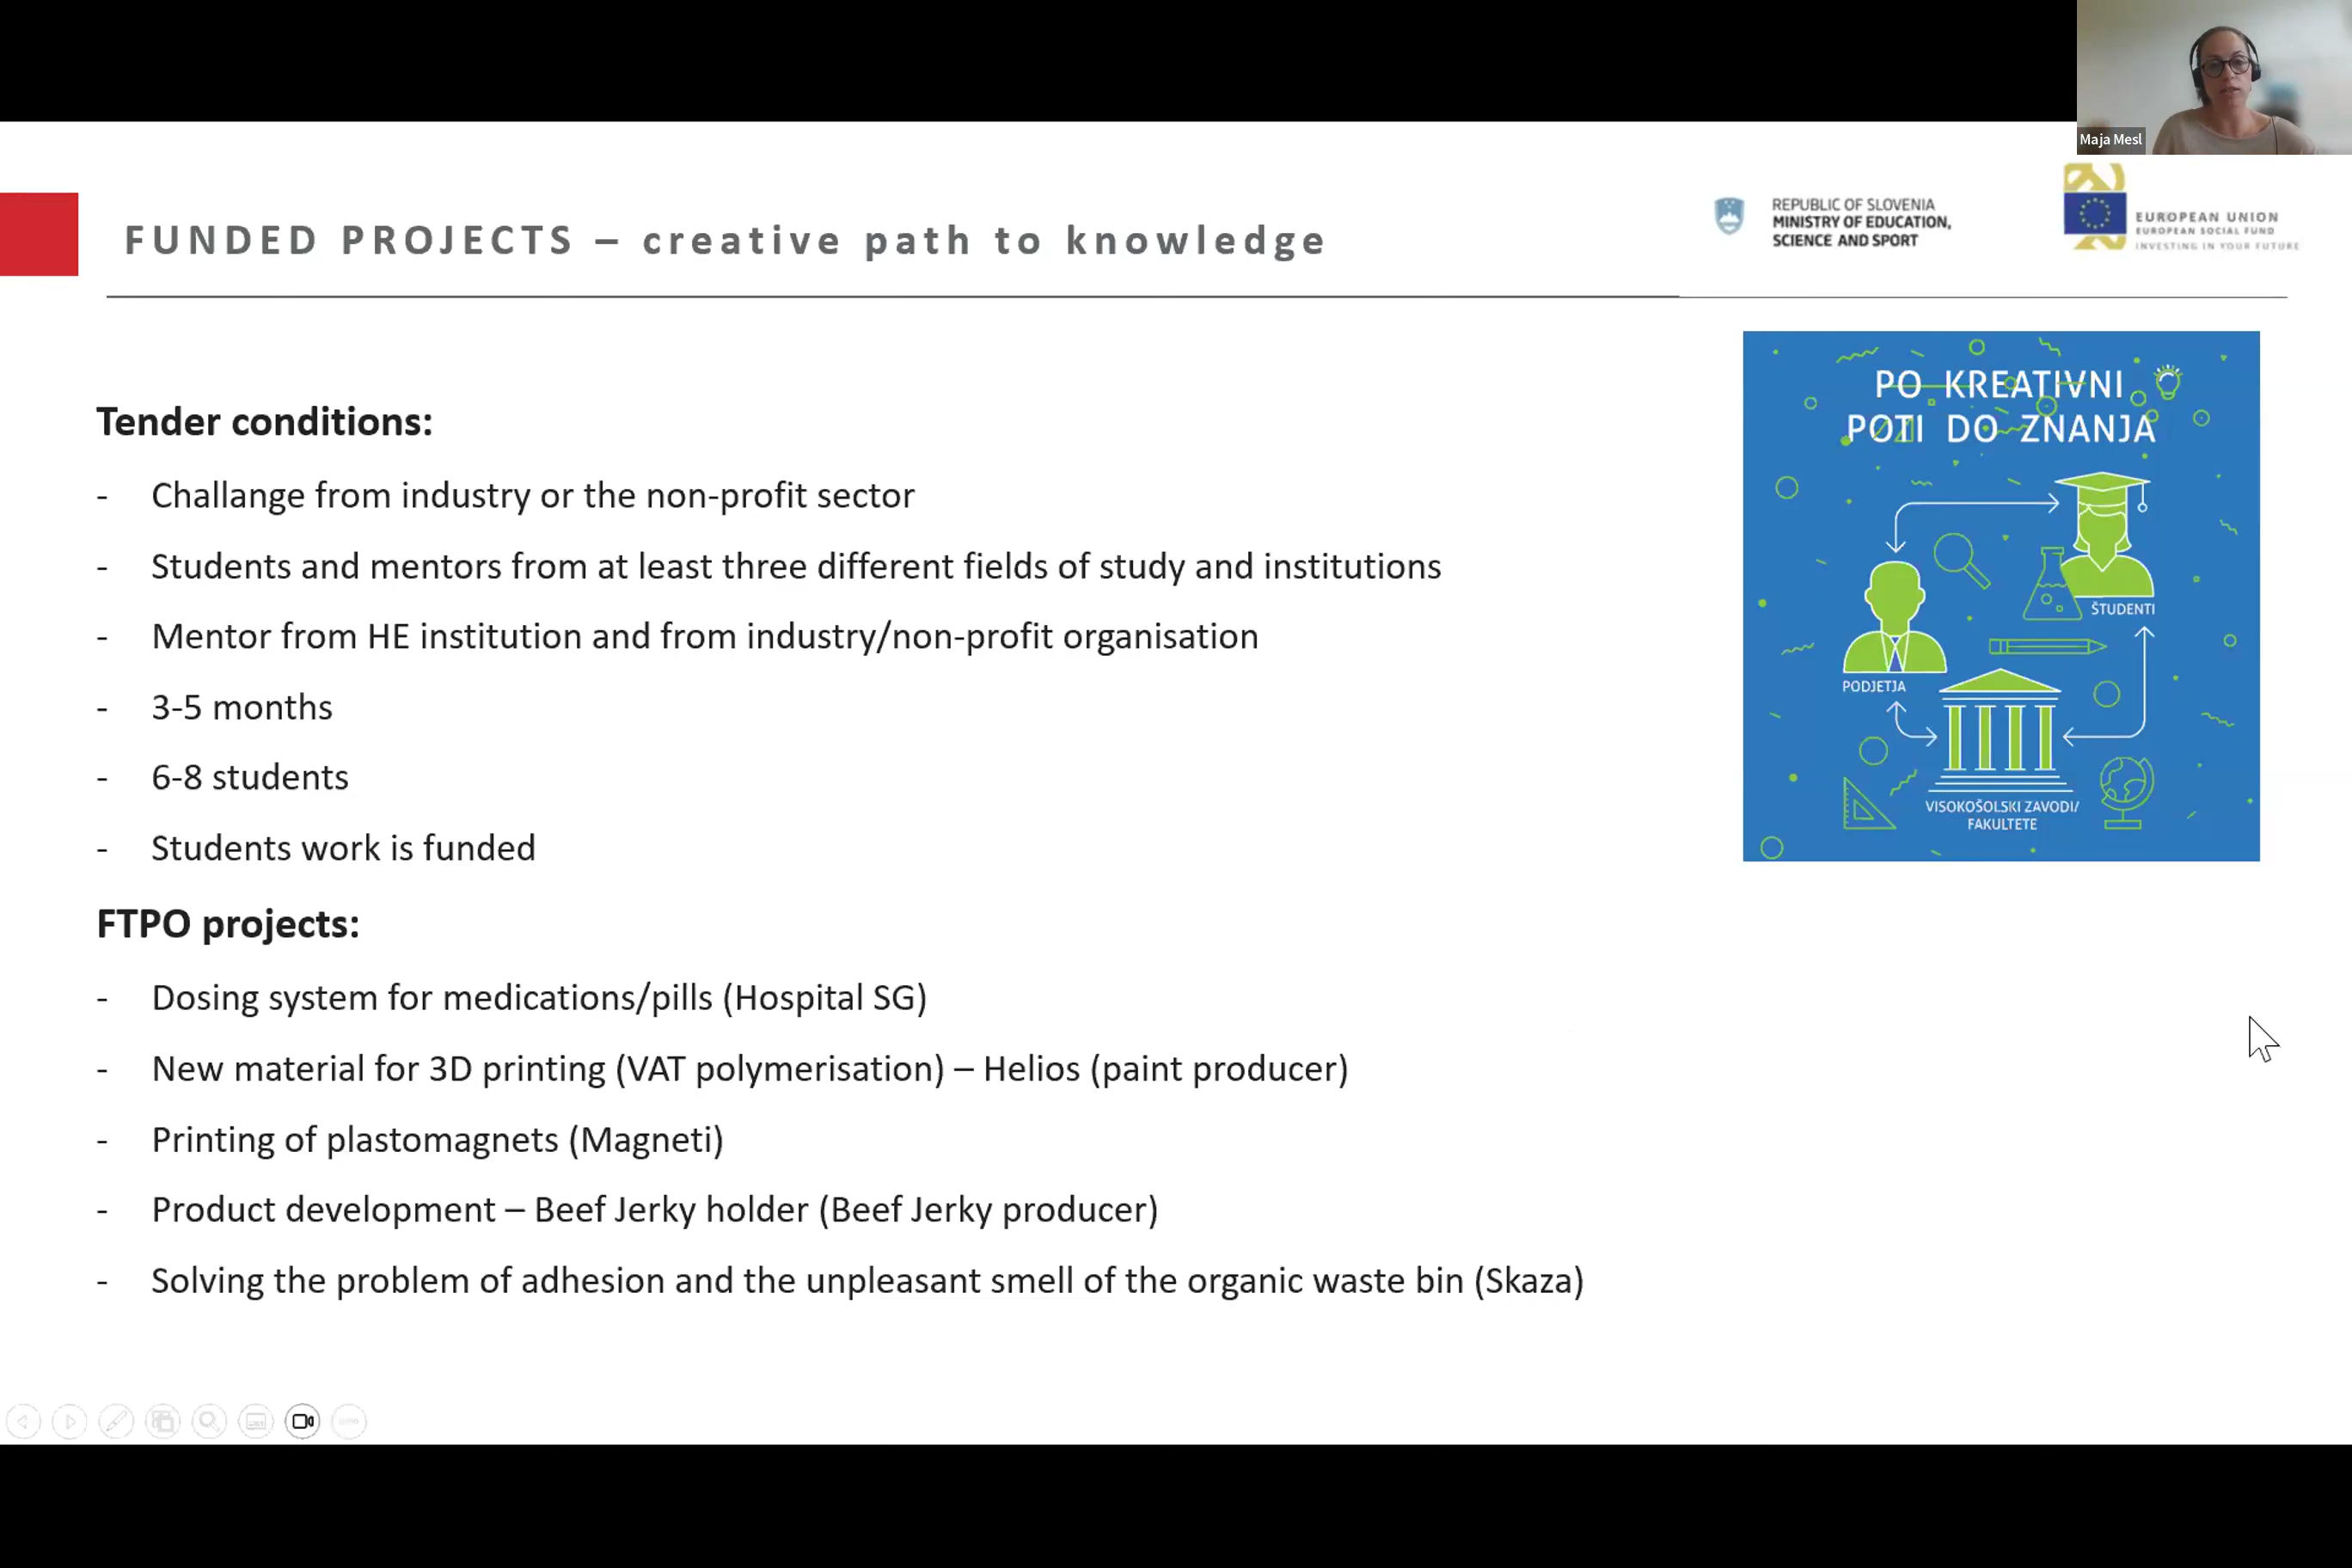 Maja Mesl
FUNDED PROJECTS – creative path to knowledge
REPUBLIC OF SLOVENIA
MINISTRY OF EDUCATION,
SCIENCE AND SPORT
EUROPEAN UNION
EUROPEAN SOCIAL FUND
INVESTING IN YOUR FUTURE
Tender conditions:
- Challange from industry or the non-profit sector
- Students and mentors from at least three different fields of study and institutions
- Mentor from HE institution and from industry/non-profit organisation
- 3-5 months
- 6-8 students
- Students work is funded
FTPO projects:
- Dosing system for medications/pills (Hospital SG)
- New material for 3D printing (VAT polymerisation) – Helios (paint producer)
- Printing of plastomagnets (Magneti)
- Product development – Beef Jerky holder (Beef Jerky producer)
- Solving the problem of adhesion and the unpleasant smell of the organic waste bin (Skaza)
PO KREATIVNI
POTI DO ZNANJA
ŠTUDENTI
PODJETJA
VISOKOŠOLSKI ZAVODI/
FAKULTETE